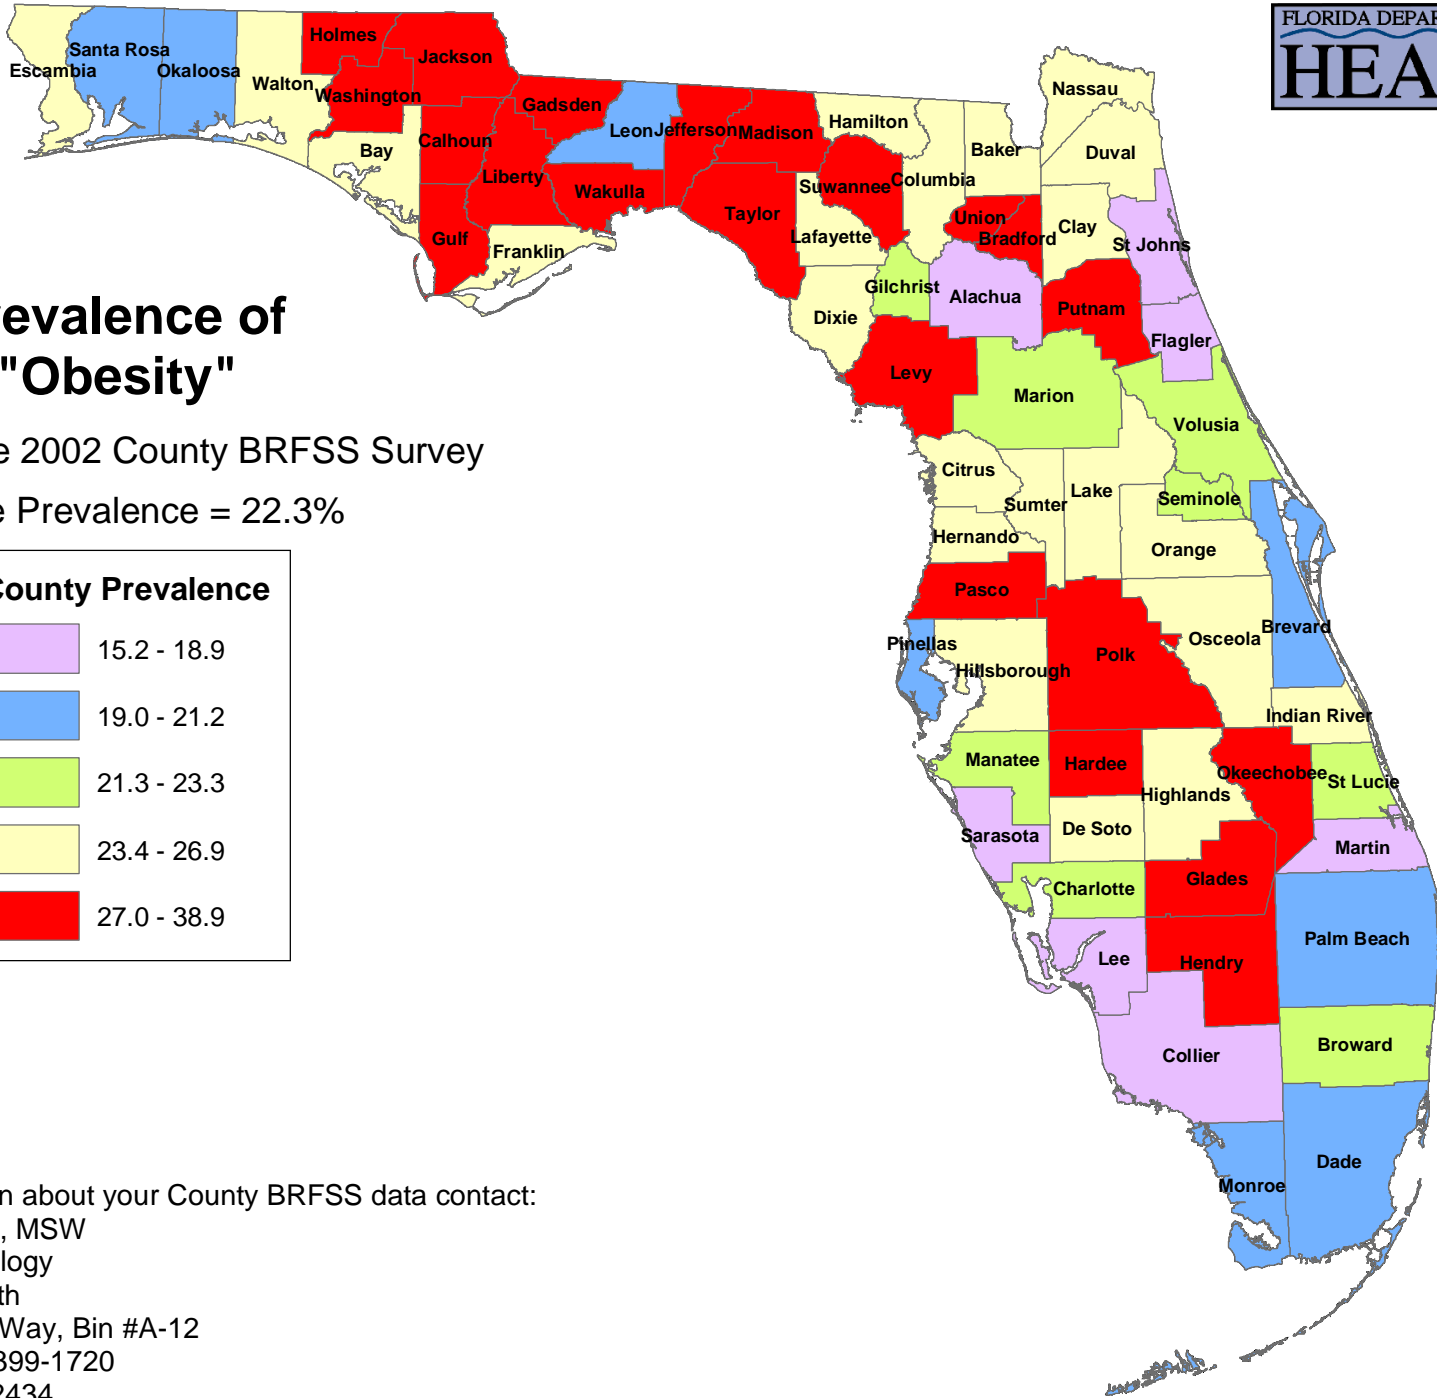 FLORIDA
HEA
Holmes
Jackson
Santa Rosa
Escambia
Okaloosa
Walton
Washington
Gadsden
Nassau
Hamilton
Leon
Jefferson
Madison
Calhoun
Bay
Baker
Duval
Liberty
Wakulla
Suwannee
Columbia
Taylor
Union
Bradford
Clay
St Johns
Gulf
Franklin
Lafayette
Gilchrist
Alachua
Putnam
Dixie
Flagler
Levy
Marion
Volusia
Citrus
Sumter
Lake
Seminole
Hernando
Orange
Pasco
Pinellas
Hillsborough
Polk
Osceola
Brevard
Indian River
Manatee
Hardee
Highlands
Okeechobee
St Lucie
Sarasota
De Soto
Martin
Charlotte
Glades
Lee
Hendry
Palm Beach
Collier
Broward
Monroe
Dade
evalence of
"Obesity"
e 2002 County BRFSS Survey
e Prevalence = 22.3%
County Prevalence
15.2 - 18.9
19.0 - 21.2
21.3 - 23.3
23.4 - 26.9
27.0 - 38.9
n about your County BRFSS data contact:
, MSW
logy
th
Way, Bin #A-12
399-1720
2434